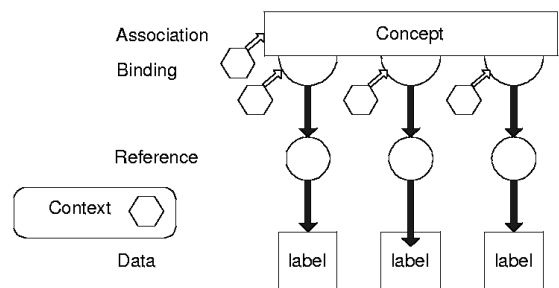 Association
Concept
Binding
Reference
Context
Data
label
label
label